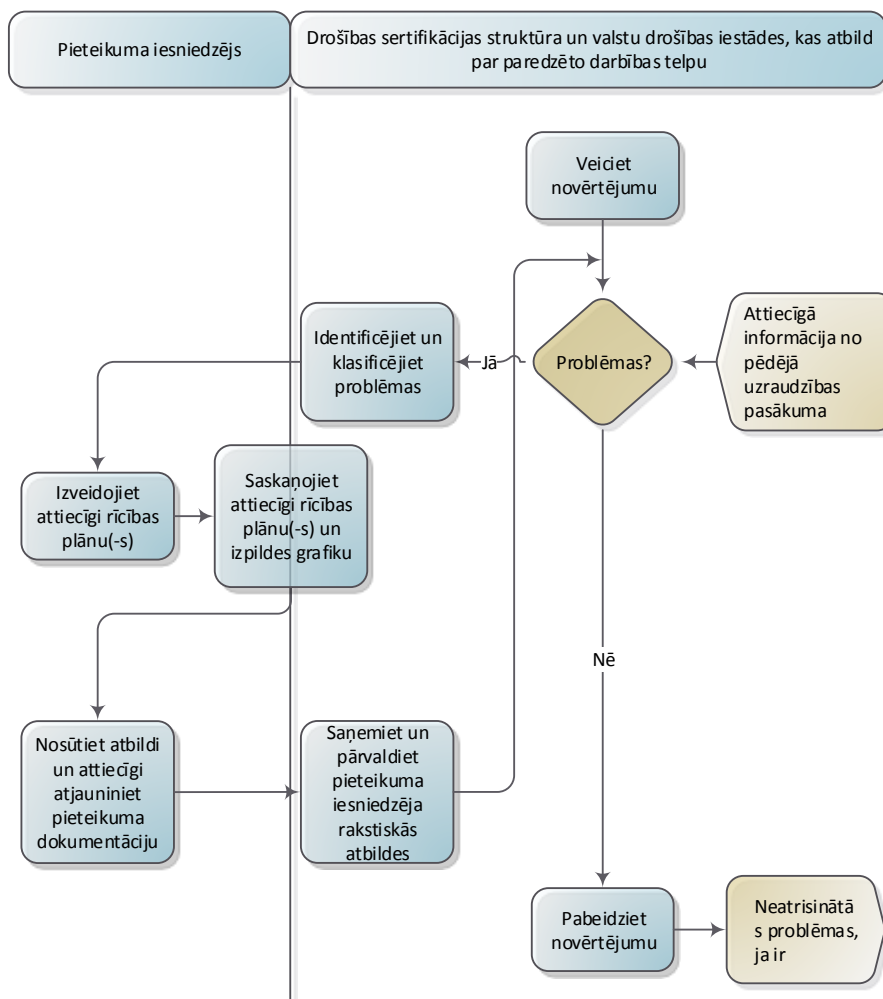 Pieteikuma iesniedzējs
Drošības sertifikācijas struktūra un valstu drošības iestādes, kas atbild
par paredzēto darbības telpu
Veiciet
novērtējumu
Identificējiet un
klasificējiet
problēmas
Jā
Problēmas?
Attiecīgā
informācija no
pēdējā
uzraudzības
pasākuma
Izveidojiet
attiecīgi rīcības
plānu(-s)
Saskaņojiet
attiecīgi rīcības
plānu(-s) un
izpildes grafiku
Nē
Nosūtiet atbildi
un attiecīgi
atjauniniet
pieteikuma
dokumentāciju
Saņemiet un
pārvaldiet
pieteikuma
iesniedzēja
rakstiskās
atbildes
Pabeidziet
novērtējumu
Neatrisinātā
s problēmas,
ja ir